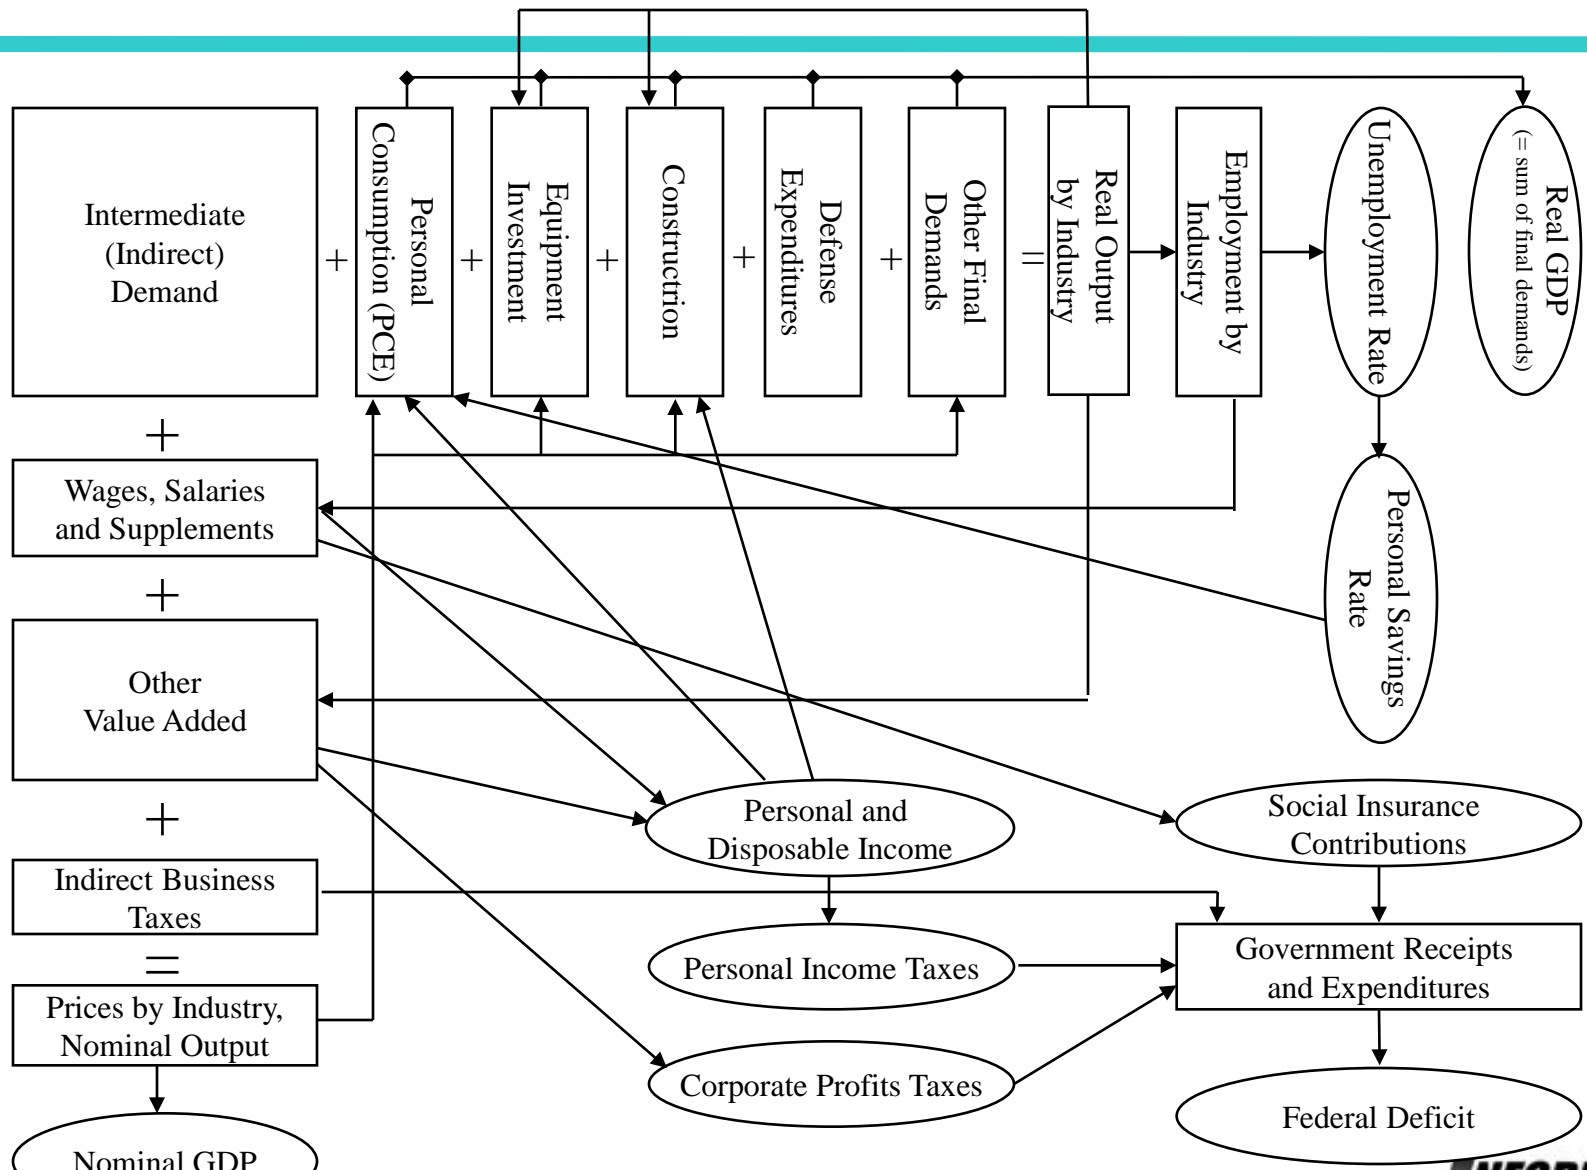 Intermediate
(Indirect)
Demand
+
Personal
Consumption (PCE)
+
Equipment
Investment
+
Constructrion
+
Defense
Expenditures
+
Other Final
Demands
=
Real Output
by Industry
Employment by
Industry
Unemployment Rate
Real GDP
(= sum of final demands)
+
Wages, Salaries
and Supplements
Personal Savings
Rate
+
Other
Value Added
Personal and
Disposable Income
Social Insurance
Contributions
+
Indirect Business
Taxes
Personal Income Taxes
Government Receipts
and Expenditures
=
Prices by Industry,
Nominal Output
Corporate Profits Taxes
Federal Deficit
Nominal GDP